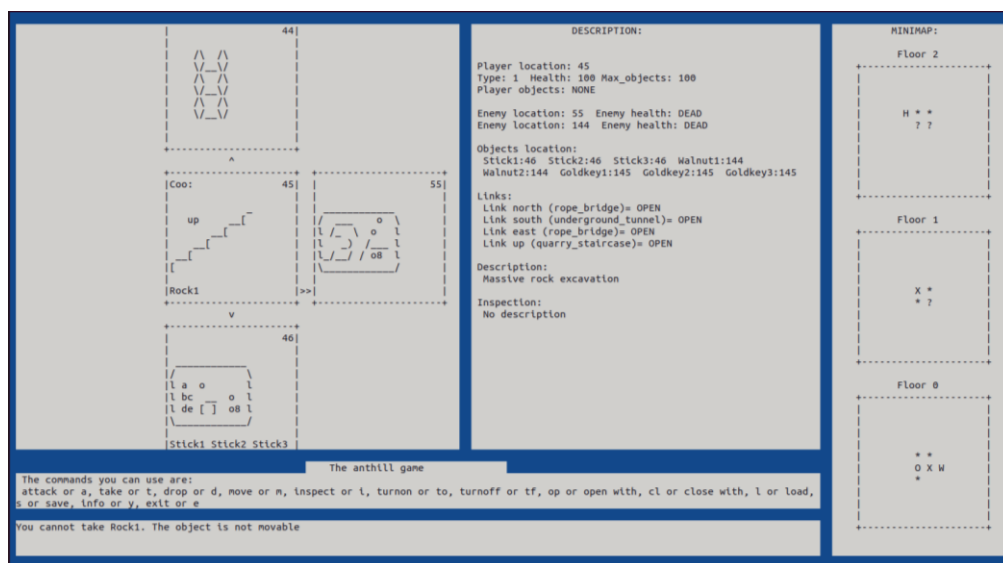 44|
/\ /\
\/__\/
/\ /\
\/__\/
/\ /\
\/__\/
^
|Coo: 45| | 55|
up
Rock1 |>>|
v
46|
l a o l
l bc __ o l
l de [ ] o8 l
|Stick1 Stick2 Stick3 |
DESCRIPTION:
Player location: 45
Type: 1 Health: 100 Max_objects: 100
Player objects: NONE
Enemy location: 55 Enemy health: DEAD
Enemy location: 144 Enemy health: DEAD
Objects location:
Stick1:46 Stick2:46 Stick3:46 Walnut1:144
Walnut2:144 Goldkey1:145 Goldkey2:145 Goldkey3:145
Links:
Link north (rope_bridge)= OPEN
Link south (underground_tunnel)= OPEN
Link east (rope_bridge)= OPEN
Link up (quarry_staircase)= OPEN
Description:
Massive rock excavation
Inspection:
No description
MINIMAP:
Floor 2
H * *
? ?
Floor 1
X *
* ?
Floor 0
* *
O X W
*
The anthill game
The commands you can use are:
attack or a, take or t, drop or d, move or m, inspect or i, turnon or to, turnoff or tf, op or open with, cl or close with, l or load,
s or save, info or y, exit or e
You cannot take Rock1. The object is not movable